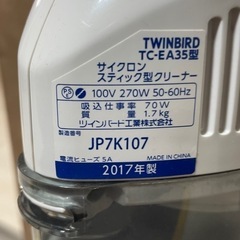 TWINBIRD
TC-EA35型
サイクロン
スティック型クリーナー
100V 270W 50-60Hz
吸込仕事率 70W
質量 1.7kg
ツインバード工業株式会社
製造番号
JP7K107
電流ヒューズ 5A
MADE IN CHINA
2017年製